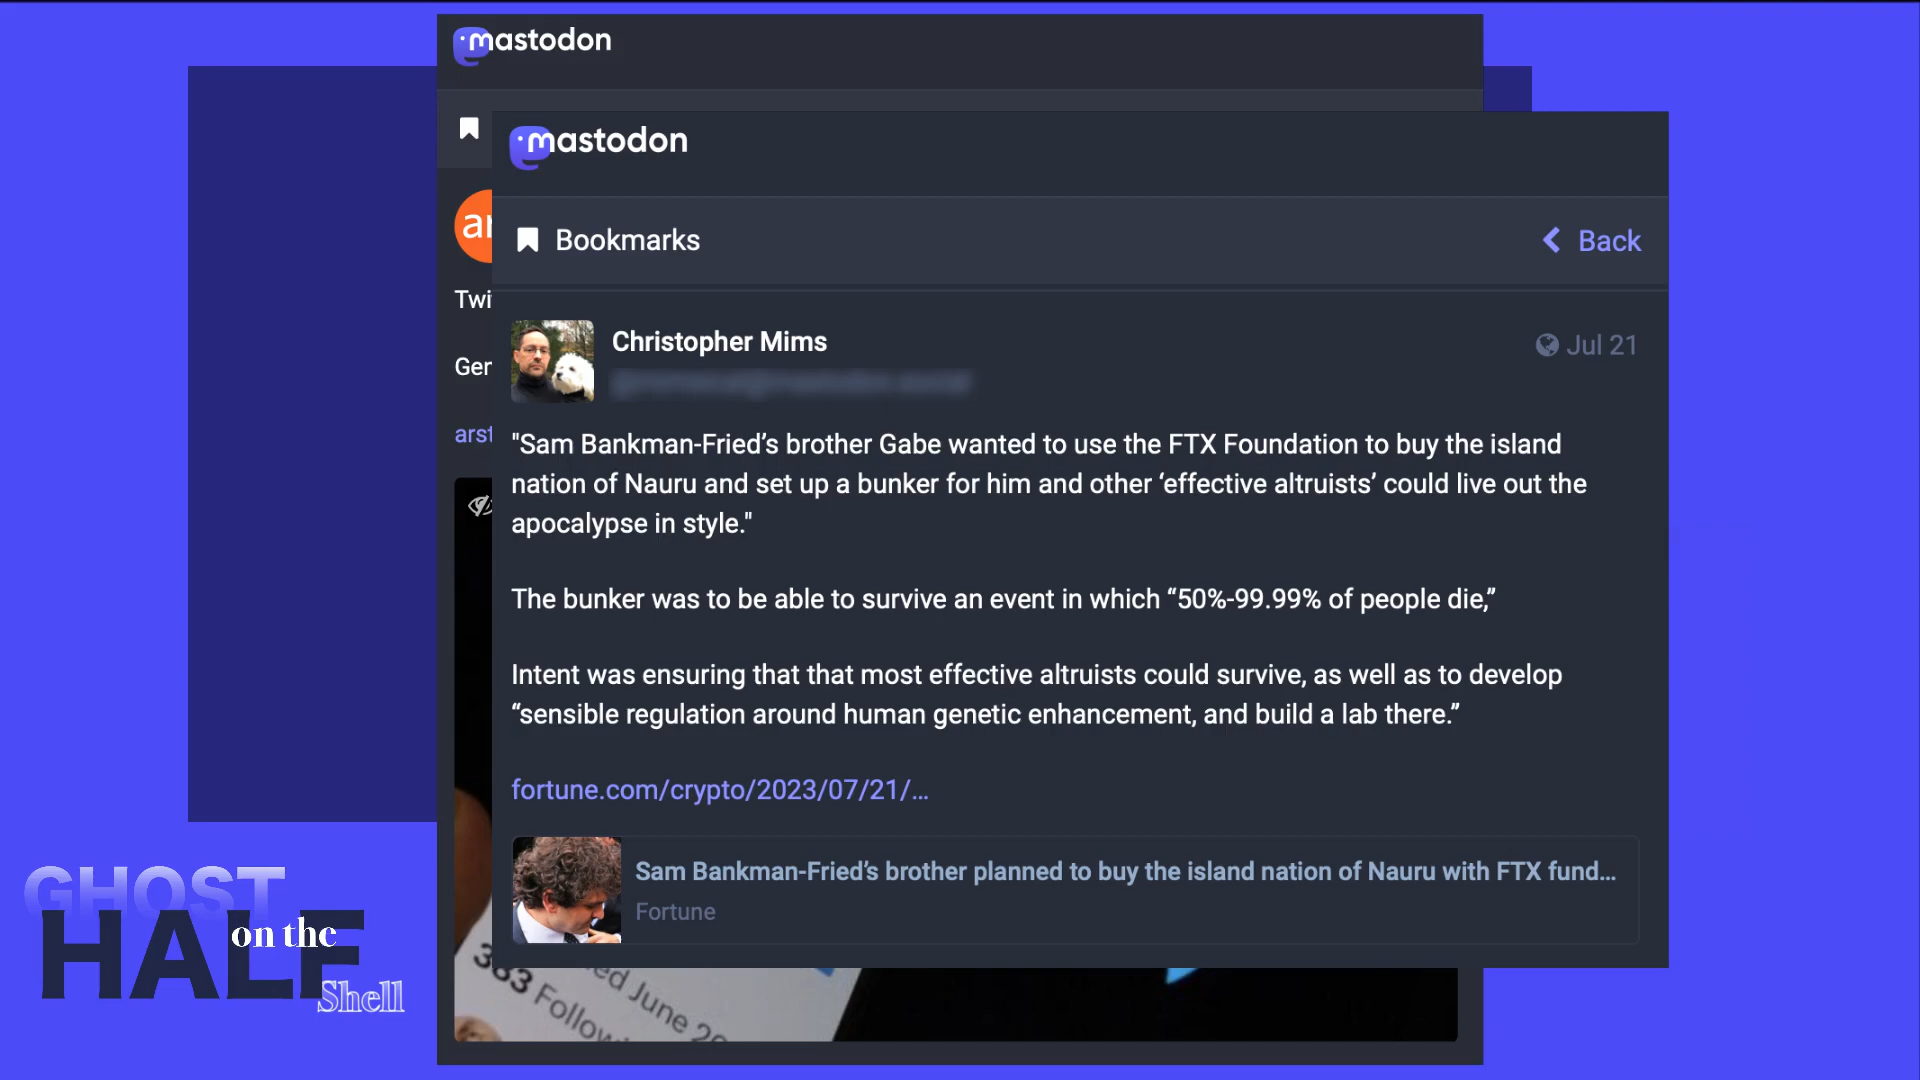 mastodon
mastodon
Bookmarks
Back
ar
Twi
Ger
arst
Christopher Mims
Jul 21
"Sam Bankman-Fried’s brother Gabe wanted to use the FTX Foundation to buy the island
nation of Nauru and set up a bunker for him and other ‘effective altruists’ could live out the
apocalypse in style."
The bunker was to be able to survive an event in which “50%-99.99% of people die,”
Intent was ensuring that that most effective altruists could survive, as well as to develop
“sensible regulation around human genetic enhancement, and build a lab there.”
fortune.com/crypto/2023/07/21/…
Sam Bankman-Fried’s brother planned to buy the island nation of Nauru with FTX fund…
Fortune
ed June 20
383 Followi
GHOST
HALF
on the
Shell